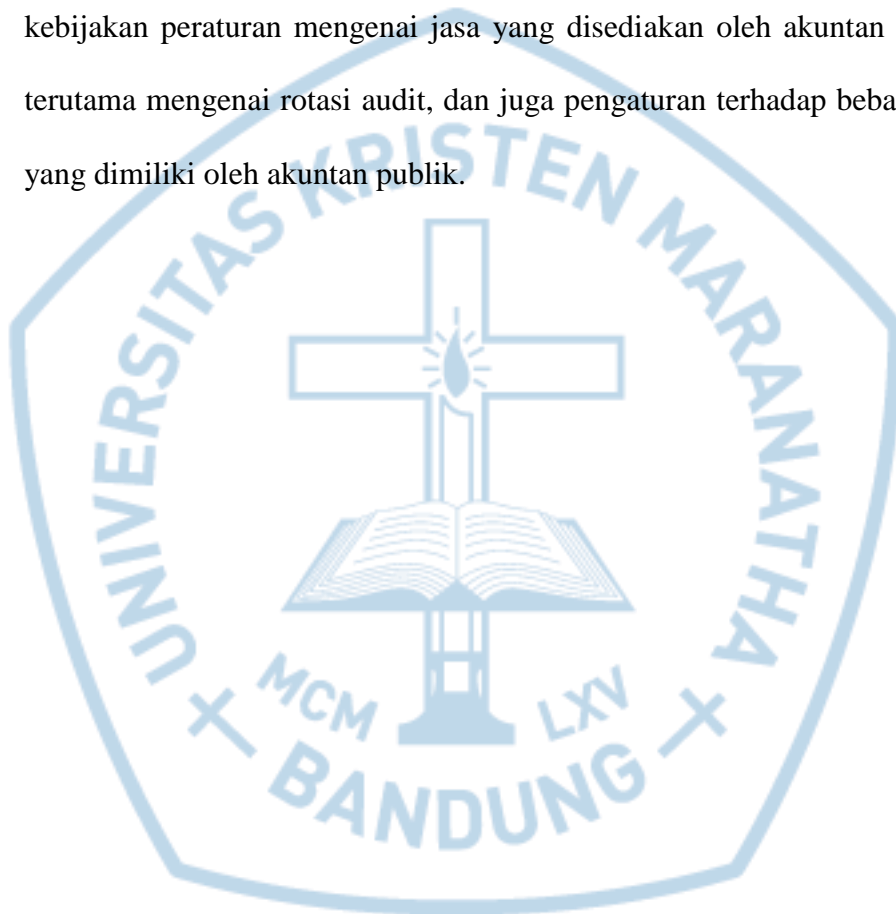 kebijakan peraturan mengenai jasa yang disediakan oleh akuntan
terutama mengenai rotasi audit, dan juga pengaturan terhadap beba
yang dimiliki oleh akuntan publik.
UNIVERSITAS KRISTEN MARANATHA
MCM LXV
BANDUNG